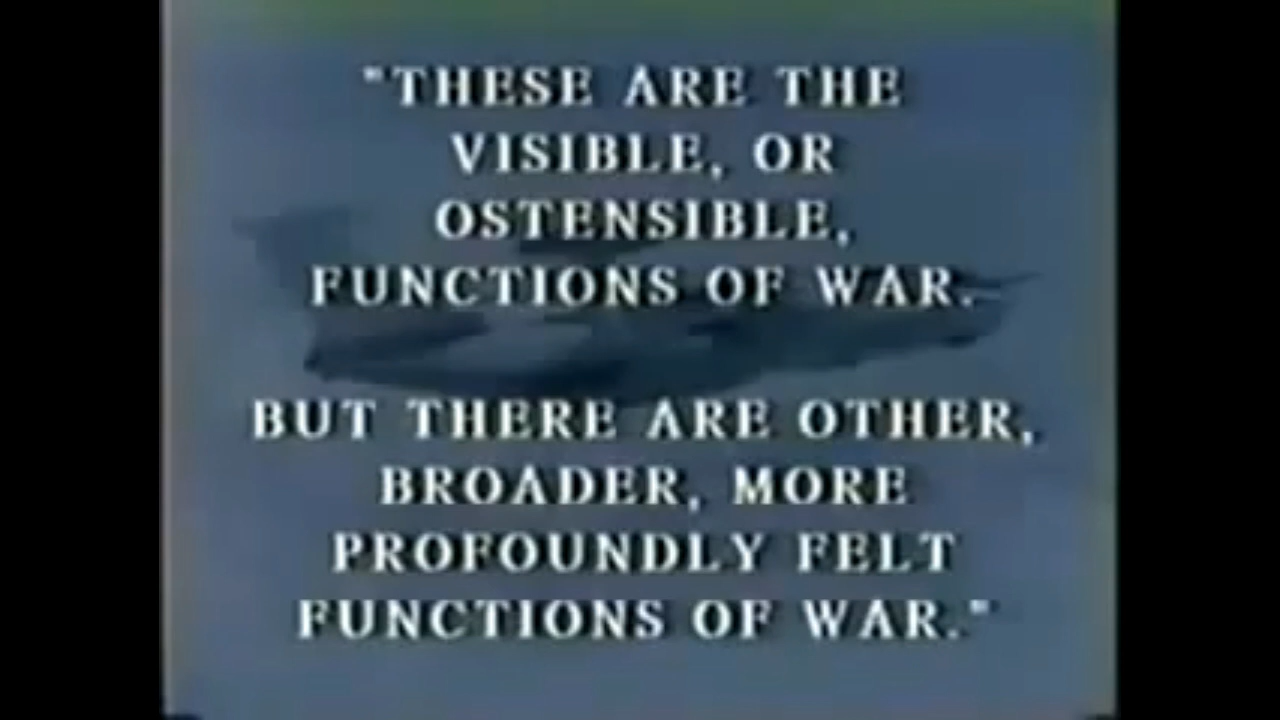 "THESE ARE THE
VISIBLE, OR
OSTENSIBLE,
FUNCTIONS OF WAR.
BUT THERE ARE OTHER,
BROADER, MORE
PROFOUNDLY FELT
FUNCTIONS OF WAR."